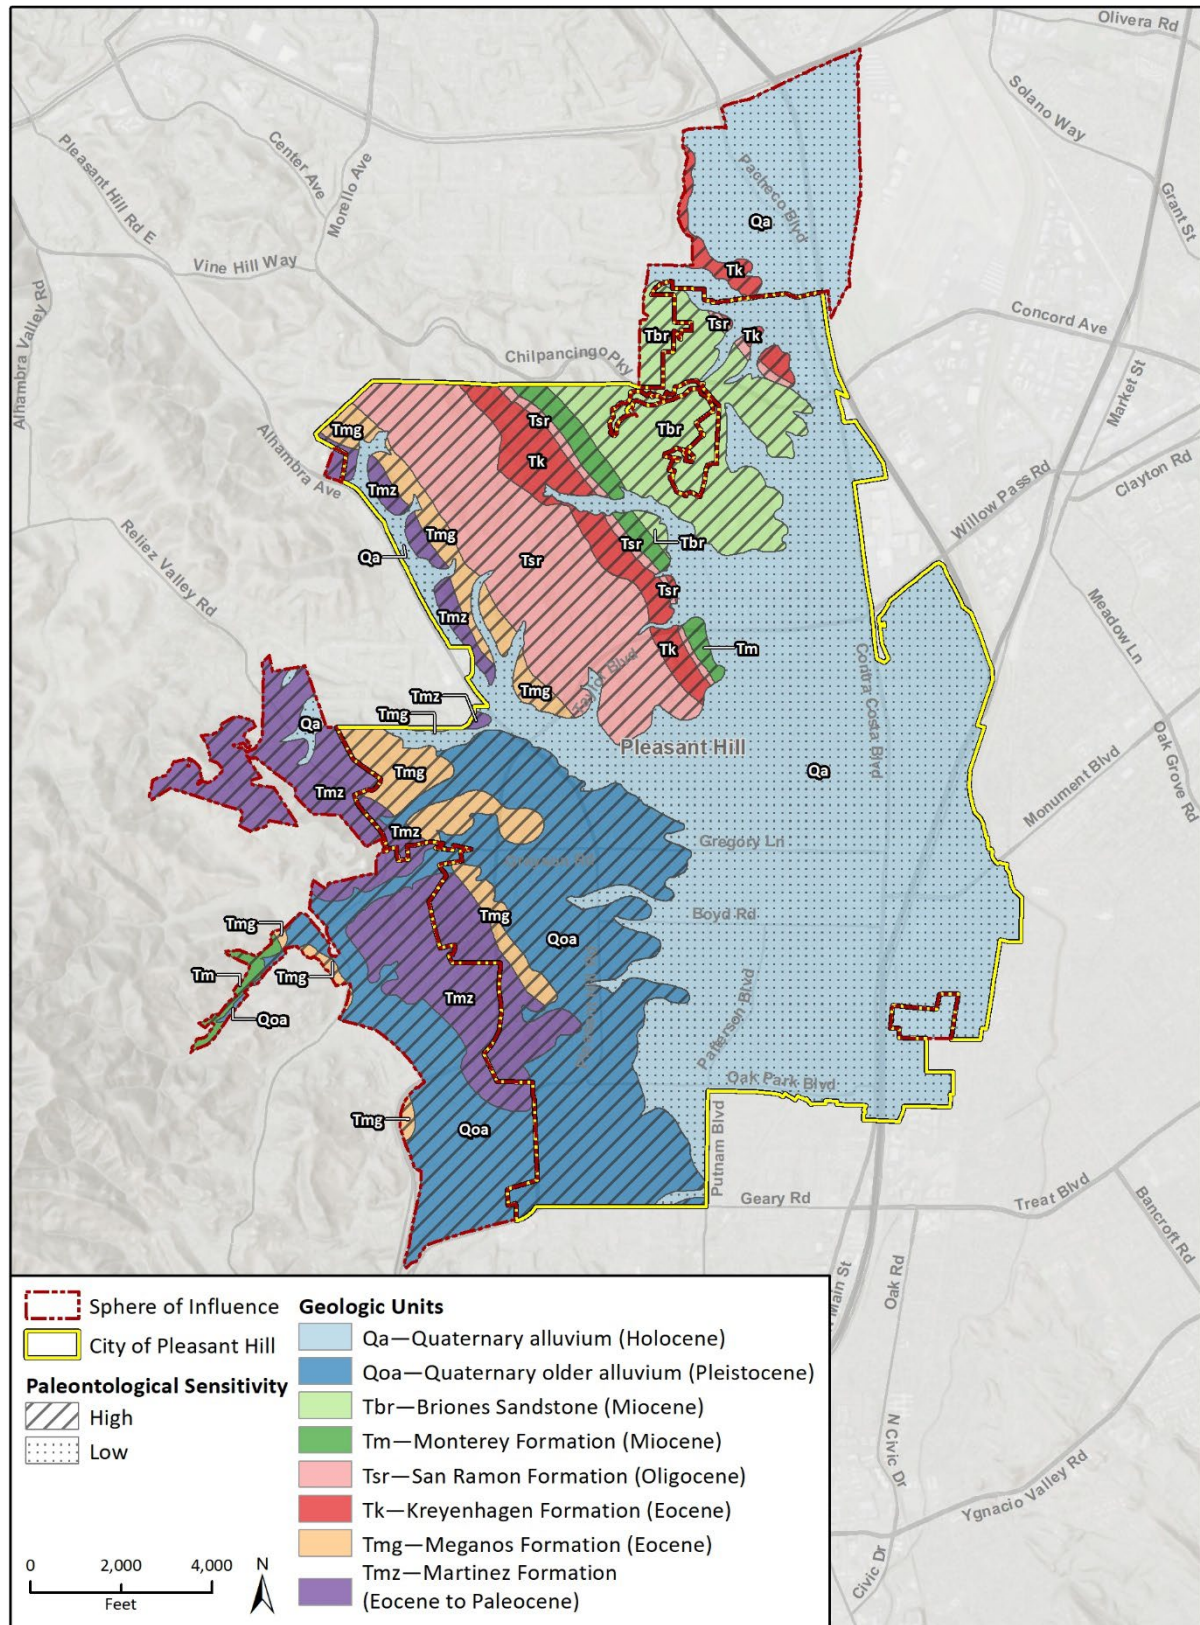 Olivera Rd
Solano Way
Center Ave
Morello Ave
Pleasant Hill Rd E
Pacheco Blvd
Grant St
Qa
Vine Hill Way
Tk
Alhambra Valley Rd
Concord Ave
Tsr
Tbr
Tk
Chilpancingo Pky
Market St
Tmg
Tsr
Tbr
Alhambra Ave
Tk
Clayton Rd
Willow Pass Rd
Tmz
Reliez Valley Rd
Tmg
Tsr
Tbr
Qa
Tsr
Tsr
Meadow Ln
Tmz
Tk
Tm
Contra Costa Blvd
Taylor Blvd
Tmz
Tmg
Tmg
Qa
Pleasant Hill
Oak Grove Rd
Tmz
Tmg
Qa
Monument Blvd
Tmz
Gregory Ln
Tmg
Boyd Rd
Tmg
Qoa
Tm
Tmg
Tmz
Qoa
Patterson Blvd
Oak Park Blvd
Tmg
Qoa
Putnam Blvd
Geary Rd
Treat Blvd
Bancroft Rd
Main St
Oak Rd
N Civic Dr
Ygnacio Valley Rd
Civic Dr
Sphere of Influence
City of Pleasant Hill
Paleontological Sensitivity
High
Low
0 2,000 4,000
Feet
N
Geologic Units
Qa—Quaternary alluvium (Holocene)
Qoa—Quaternary older alluvium (Pleistocene)
Tbr—Briones Sandstone (Miocene)
Tm—Monterey Formation (Miocene)
Tsr—San Ramon Formation (Oligocene)
Tk—Kreyenhagen Formation (Eocene)
Tmg—Meganos Formation (Eocene)
Tmz—Martinez Formation
(Eocene to Paleocene)